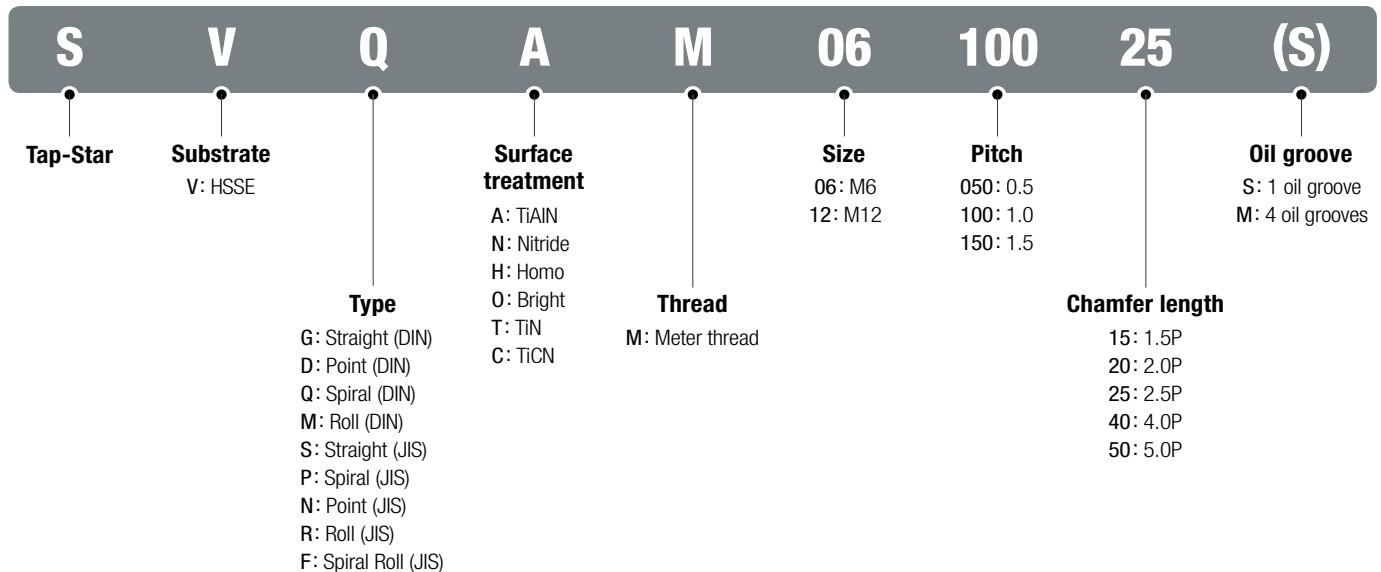 S V Q A M 06 100 25 (S)
Tap-Star
Substrate
V: HSSE
Type
G: Straight (DIN)
D: Point (DIN)
Q: Spiral (DIN)
M: Roll (DIN)
S: Straight (JIS)
P: Spiral (JIS)
N: Point (JIS)
R: Roll (JIS)
F: Spiral Roll (JIS)
Surface
treatment
A: TiAlN
N: Nitride
H: Homo
O: Bright
T: TiN
C: TiCN
Thread
M: Meter thread
Size
06: M6
12: M12
Pitch
050: 0.5
100: 1.0
150: 1.5
Chamfer length
15: 1.5P
20: 2.0P
25: 2.5P
40: 4.0P
50: 5.0P
Oil groove
S: 1 oil groove
M: 4 oil grooves